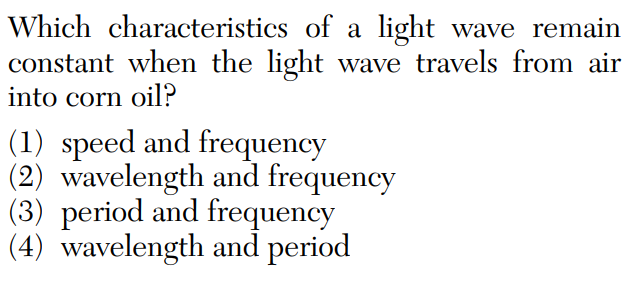 Which characteristics of a light wave remain
constant when the light wave travels from air
into corn oil?
(1) speed and frequency
(2) wavelength and frequency
(3) period and frequency
(4) wavelength and period